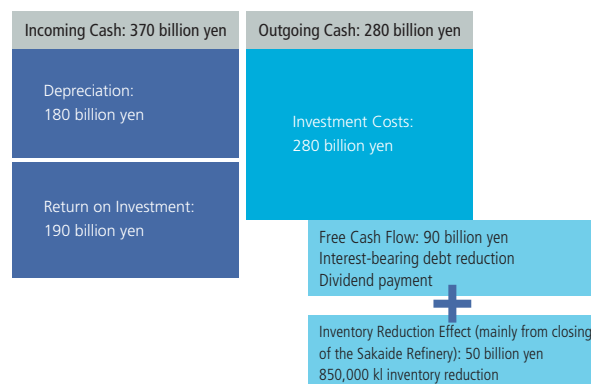 Incoming Cash: 370 billion yen
Outgoing Cash: 280 billion yen
Depreciation:
180 billion yen
Return on Investment:
190 billion yen
Investment Costs:
280 billion yen
Free Cash Flow: 90 billion yen
Interest-bearing debt reduction
Dividend payment
+
Inventory Reduction Effect (mainly from closing
of the Sakaide Refinery): 50 billion yen
850,000 kl inventory reduction